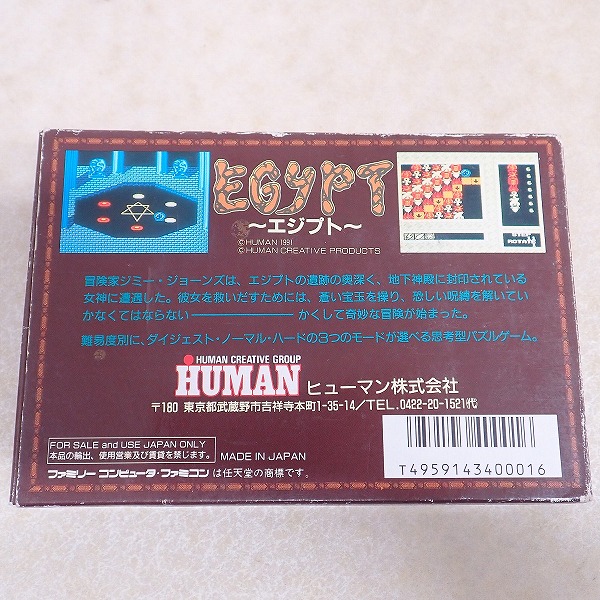 EGYPT
～エジプト～
©HUMAN 1991
©HUMAN CREATIVE PRODUCTS
STEP
ROTATE
冒険家ジミー・ジョーンズは、エジプトの遺跡の奥深く、地下神殿に封印されている
女神に遭遇した。彼女を救いだすためには、蒼い宝玉を操り、恐しい呪縛を解いてい
かなくてはならない――――――かくして奇妙な冒険が始まった。
難易度別に、ダイジェスト・ノーマル・ハードの3つのモードが選べる思考型パズルゲーム。
HUMAN CREATIVE GROUP
HUMAN ヒューマン株式会社
〒180 東京都武蔵野市吉祥寺本町1-35-14／TEL.0422-20-1521代
FOR SALE and USE JAPAN ONLY
本品の輸出、使用営業及び賃貸を禁じます。
MADE IN JAPAN
ファミリーコンピュータ・ファミコン は任天堂の商標です。
T4959143400016